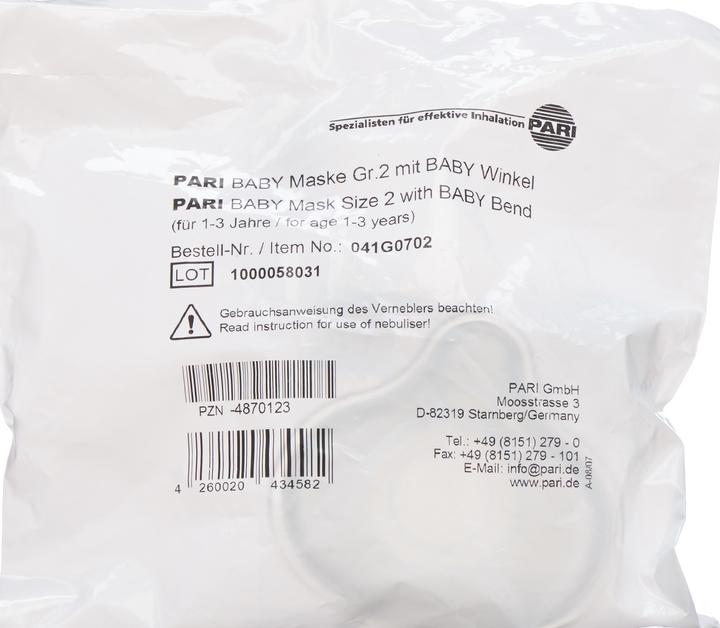 Spezialisten für effektive Inhalation PARI
PARI BABY Maske Gr.2 mit BABY Winkel
PARI BABY Mask Size 2 with BABY Bend
(für 1-3 Jahre / for age 1-3 years)
Bestell-Nr. / Item No.: 041G0702
LOT 1000058031
Gebrauchsanweisung des Verneblers beachten!
Read instruction for use of nebuliser!
PZN -4870123
4 260020 434582
PARI GmbH
Moosstrasse 3
D-82319 Starnberg/Germany
Tel.: +49 (8151) 279 - 0
Fax: +49 (8151) 279 - 101
E-Mail: info@pari.de
www.pari.de
A-06/07